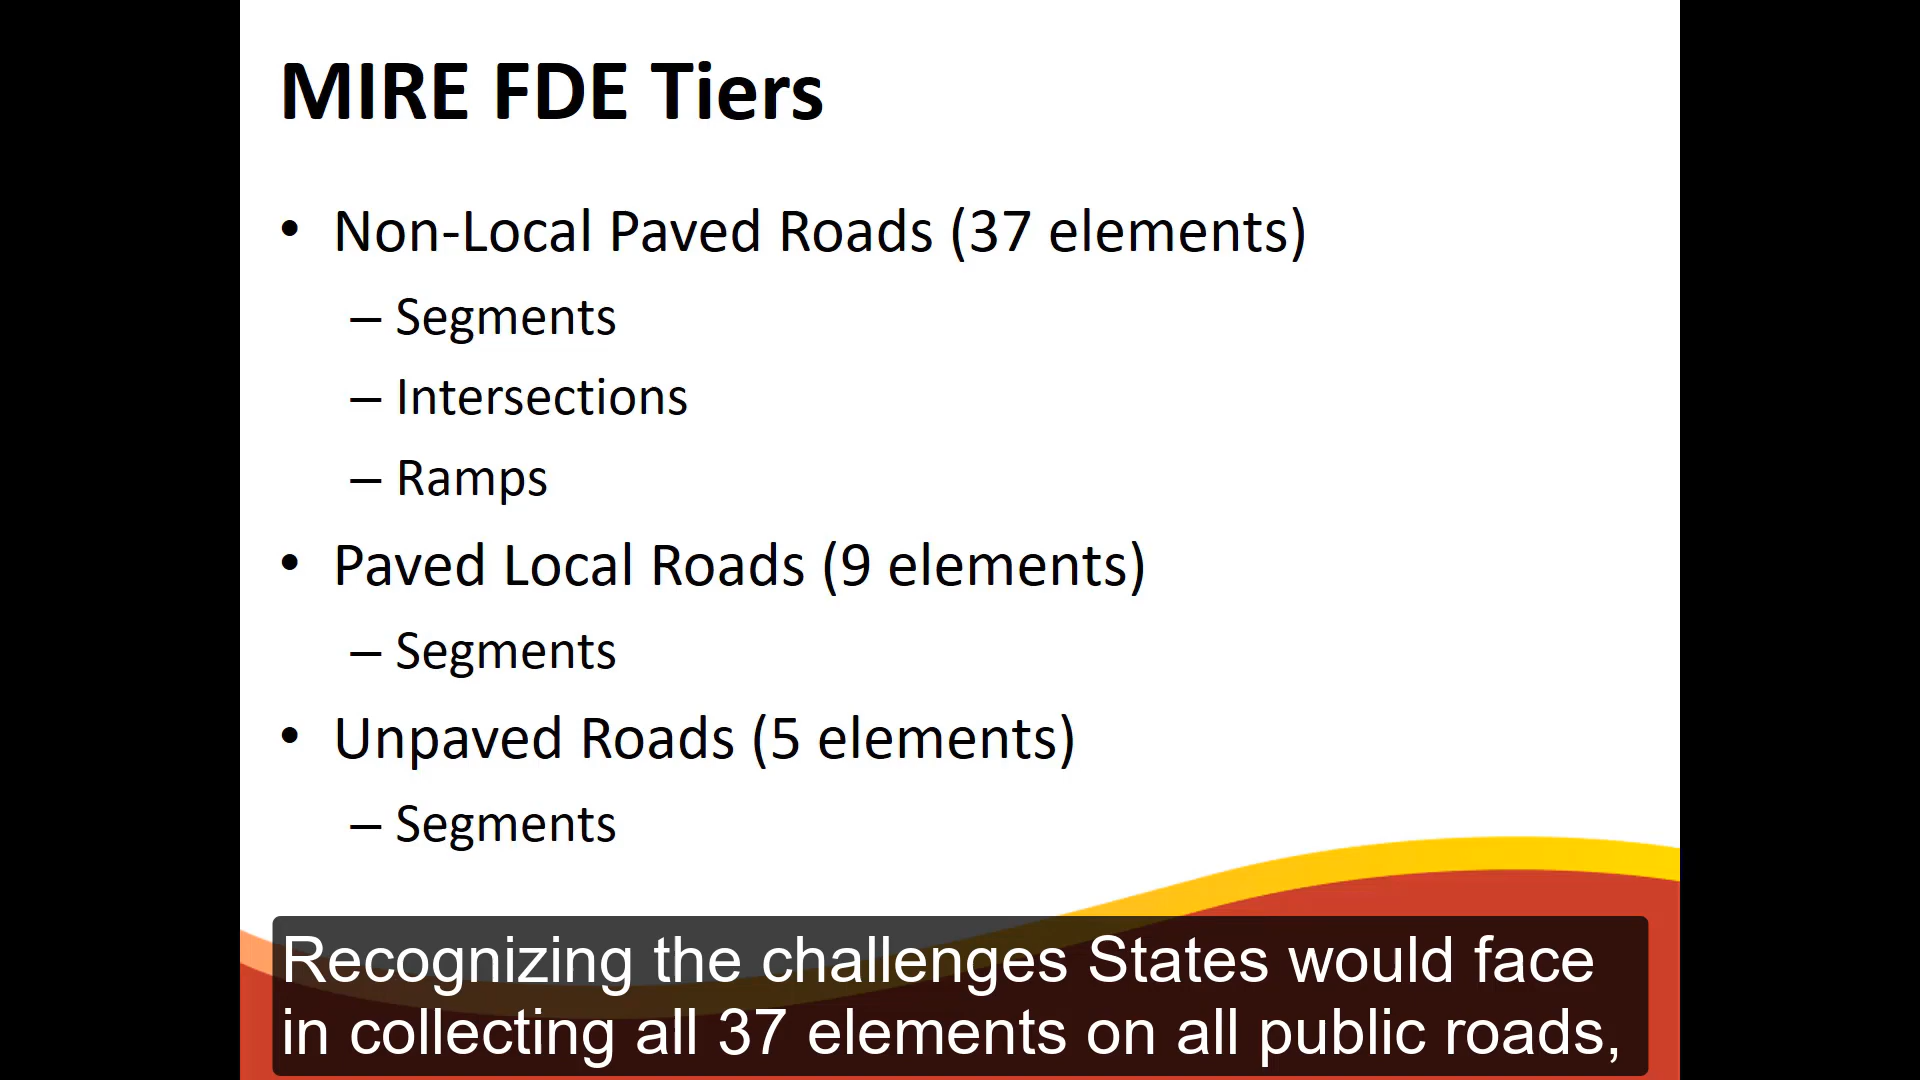 MIRE FDE Tiers
• Non-Local Paved Roads (37 elements)
– Segments
– Intersections
– Ramps
• Paved Local Roads (9 elements)
– Segments
• Unpaved Roads (5 elements)
– Segments
Recognizing the challenges States would face
in collecting all 37 elements on all public roads,